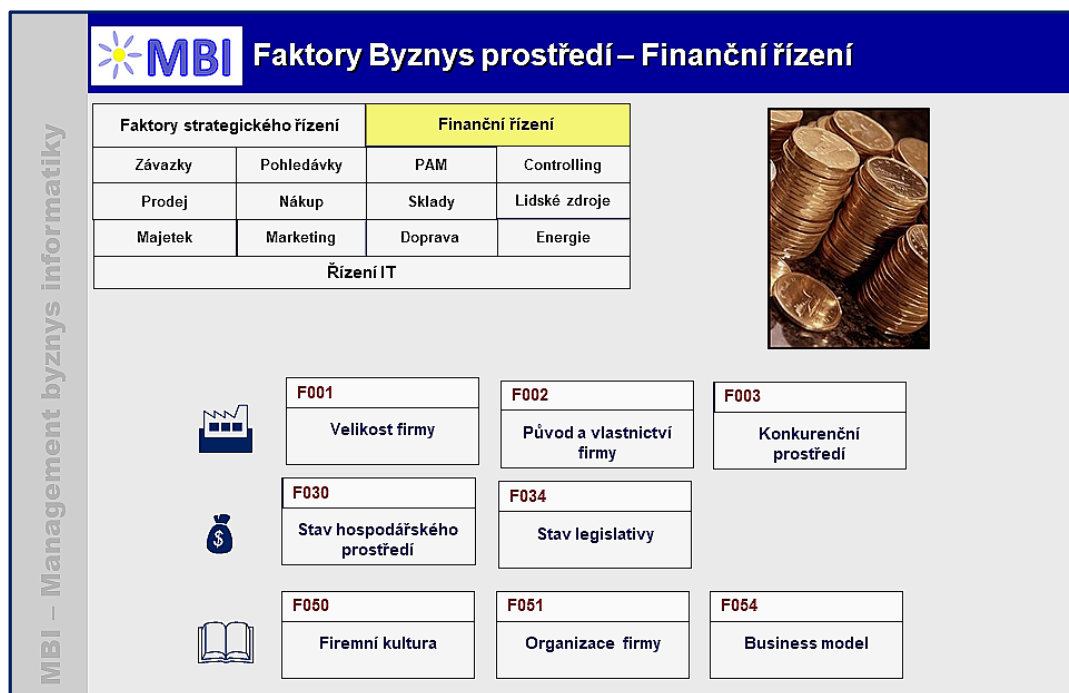 MBI – Management byznys informatiky
MBI
Faktory Byznys prostředí – Finanční řízení
Faktory strategického řízení
Finanční řízení
Závazky
Pohledávky
PAM
Controlling
Prodej
Nákup
Sklady
Lidské zdroje
Majetek
Marketing
Doprava
Energie
Řízení IT
F001
Velikost firmy
F002
Původ a vlastnictví
firmy
F003
Konkurenční
prostředí
F030
Stav hospodářského
prostředí
F034
Stav legislativy
$
F050
Firemní kultura
F051
Organizace firmy
F054
Business model